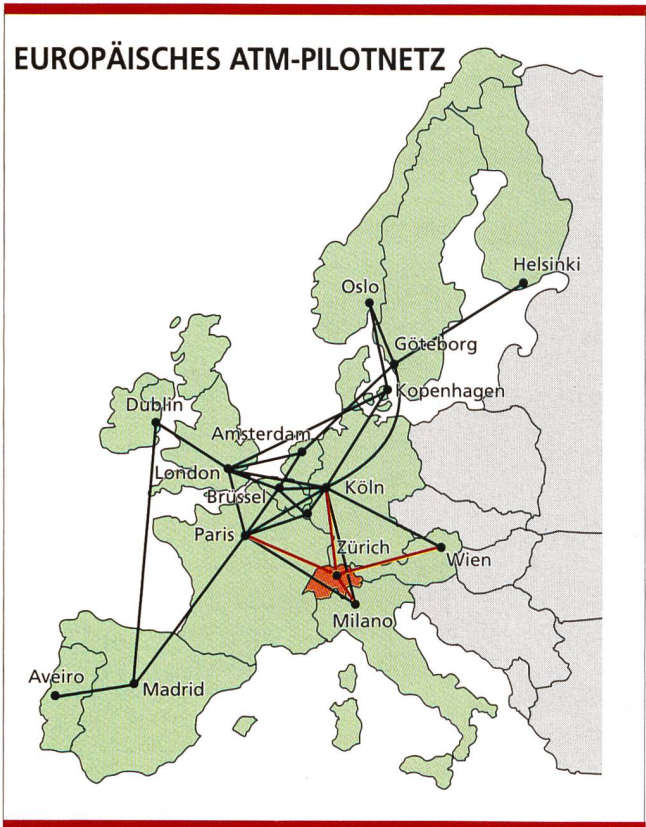 EUROPÄISCHES ATM-PILOTNETZ
Helsinki
Oslo
Göteborg
Kopenhagen
Dublin
Amsterdam
London
Brüssel
Köln
Paris
Zürich
Wien
Milano
Aveiro
Madrid